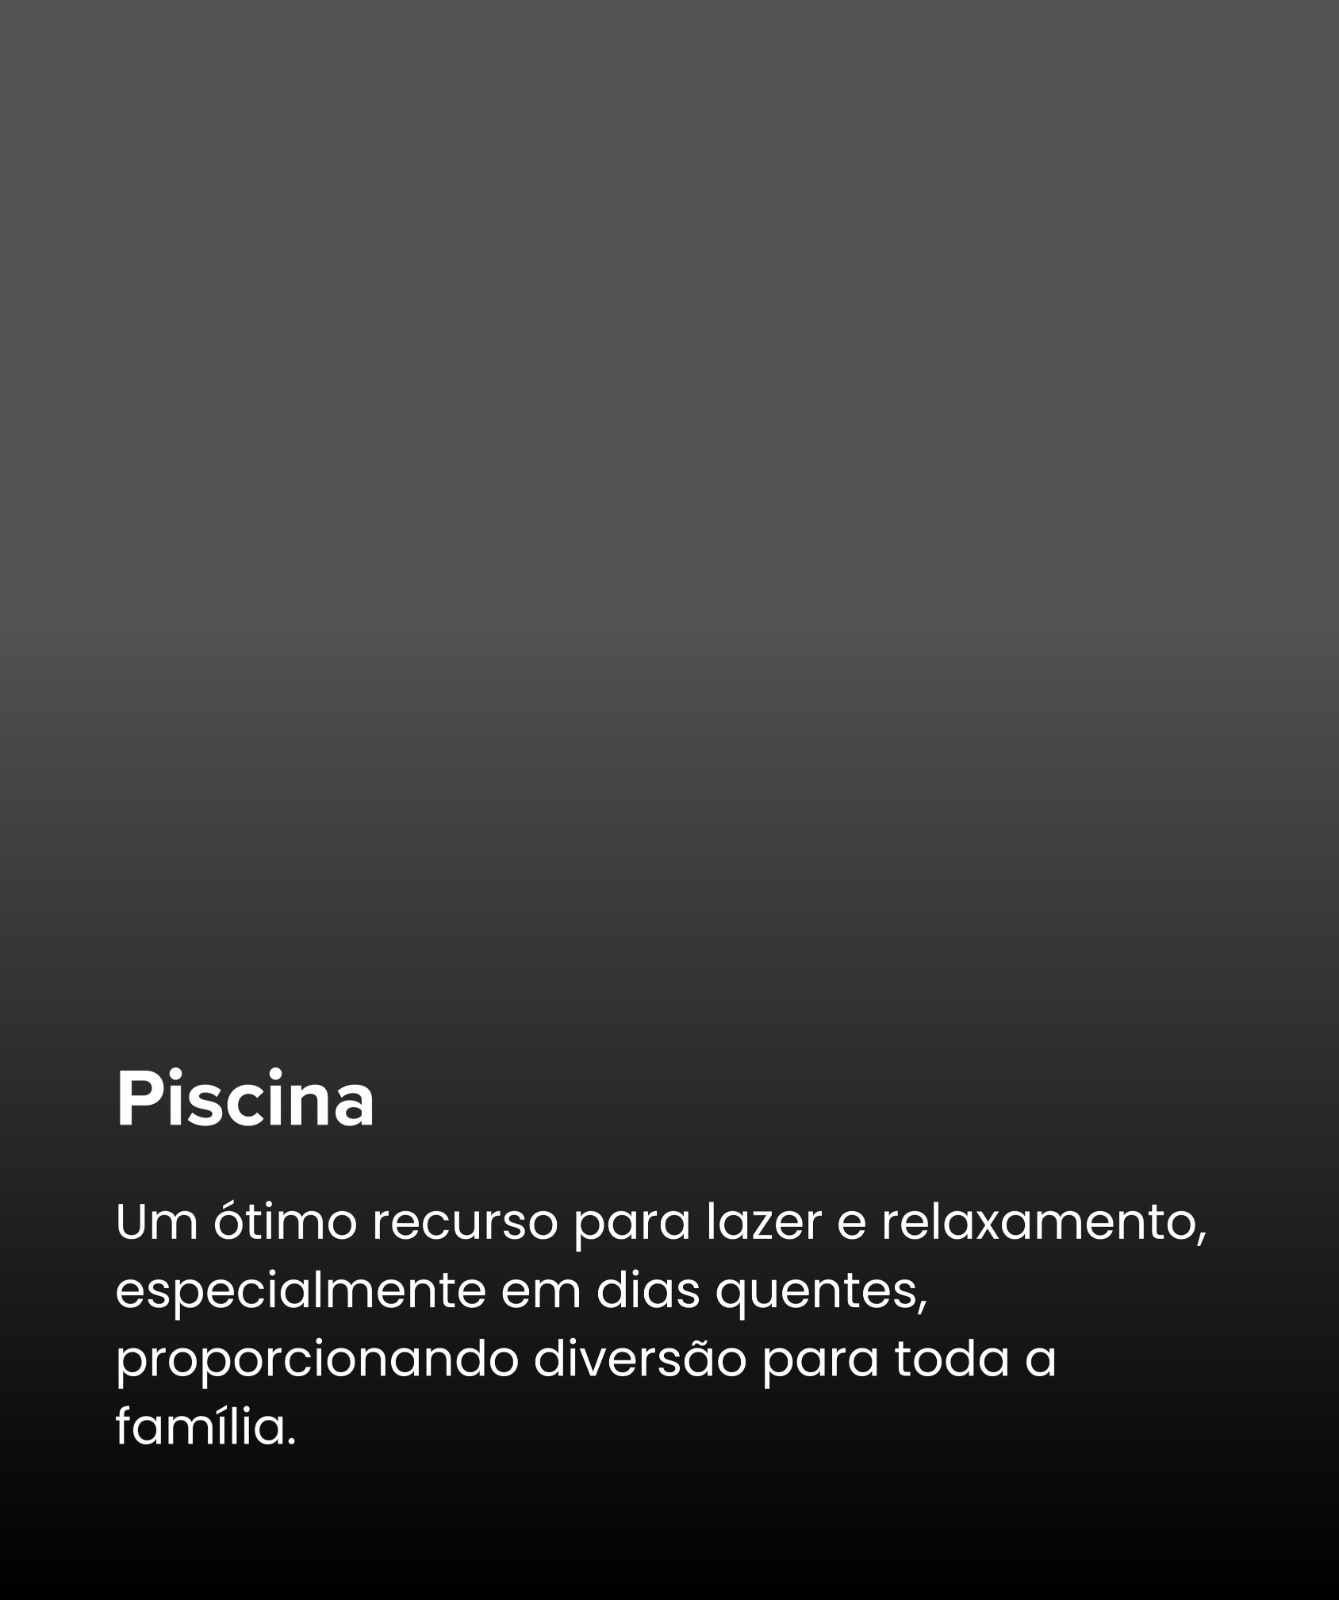 Piscina
Um ótimo recurso para lazer e relaxamento,
especialmente em dias quentes,
proporcionando diversão para toda a
família.